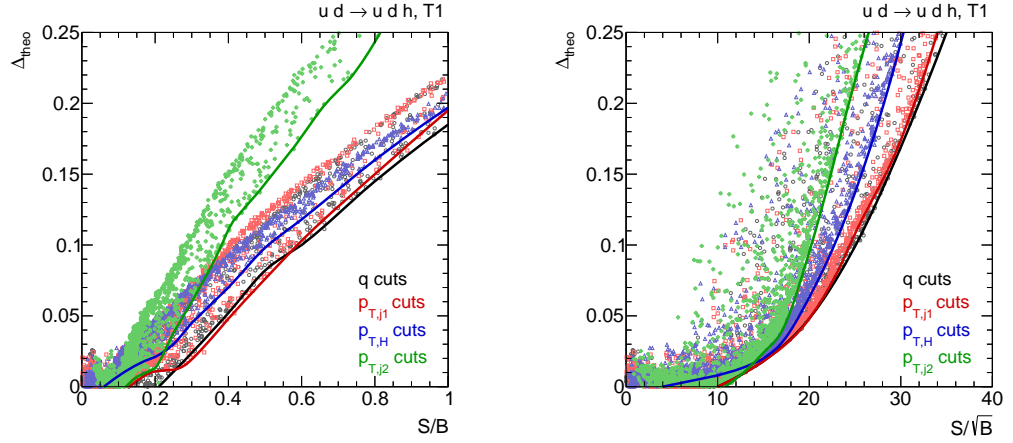 u d → u d h, T1
Δtheo
0.25
0.2
0.15
0.1
0.05
0
q cuts
pT,j1 cuts
pT,H cuts
pT,j2 cuts
0 0.2 0.4 0.6 0.8 1
S/B
u d → u d h, T1
Δtheo
0.25
0.2
0.15
0.1
0.05
0
q cuts
pT,j1 cuts
pT,H cuts
pT,j2 cuts
0 10 20 30 40
S/√B